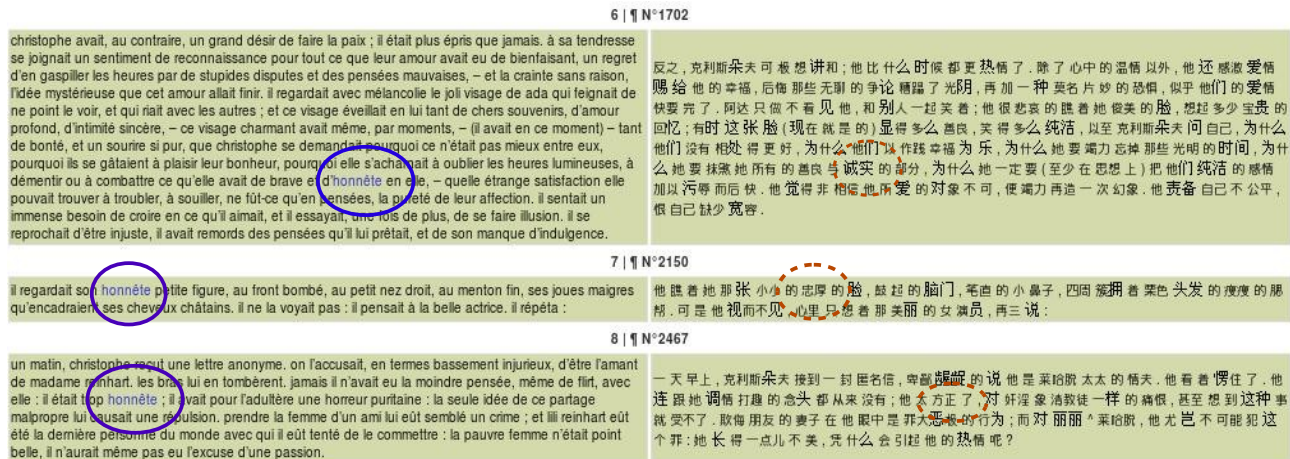 6 | ¶ N°1702
christophe avait, au contraire, un grand désir de faire la paix ; il était plus épris que jamais. à sa tendresse
se joignait un sentiment de reconnaissance pour tout ce que leur amour avait eu de bienfaisant, un regret
d'en gaspiller les heures par de stupides disputes et des pensées mauvaises, – et la crainte sans raison,
l'idée mystérieuse que cet amour allait finir. il regardait avec mélancolie le joli visage de ada qui feignait de
ne point le voir, et qui riait avec les autres ; et ce visage éveillait en lui tant de chers souvenirs, d'amour
profond, d'intimité sincère, – ce visage charmant avait même, par moments, – (il avait en ce moment) – tant
de bonté, et un sourire si pur, que christophe se demandait pourquoi ce n'était pas mieux entre eux,
pourquoi ils se gâtaient à plaisir leur bonheur, pourquoi elle s'acharnait à oublier les heures lumineuses, à
démentir ou à combattre ce qu'elle avait de brave et d'honnête en elle, – quelle étrange satisfaction elle
pouvait trouver à troubler, à souiller, ne fût-ce qu'en pensées, la pureté de leur affection. il sentait un
immense besoin de croire en ce qu'il aimait, et il essayait, une fois de plus, de se faire illusion. il se
reprochait d'être injuste, il avait remords des pensées qu'il lui prêtait, et de son manque d'indulgence.
反之 , 克利斯朵夫可极想讲和 ; 他比什么时候都更热情了 . 除了心中的温情以外 , 他还感激爱情
赐给他的幸福 , 后悔那些无聊的争论糟蹋了光阴 , 再加一种莫名片妙的恐惧 , 似乎他们的爱情
快要完了 . 阿达只做不看见他 , 和别人一起笑着 ; 他很悲哀的瞧着她俊美的脸 , 想起多少宝贵的
回忆 ; 有时这张脸 (现在就是的) 显得多么善良 , 笑得多么纯洁 , 以至克利斯朵夫问自己 , 为什么
他们没有相处得更好 , 为什么他们以作践幸福为乐 , 为什么她要竭力忘掉那些光明的时间 , 为什
么她要抹煞她所有的善良与诚实的部分 , 为什么她一定要 (至少在思想上) 把他们纯洁的感情
加以污辱而后快 . 他觉得非相信他所爱的对象不可 , 便竭力再造一次幻象 . 他责备自己不公平 ,
恨自己缺少宽容 .
7 | ¶ N°2150
il regardait son honnête petite figure, au front bombé, au petit nez droit, au menton fin, ses joues maigres
qu'encadraient ses cheveux châtains. il ne la voyait pas : il pensait à la belle actrice. il répéta :
他瞧着她那张小小的忠厚的脸 , 鼓起的脑门 , 笔直的小鼻子 , 四周簇拥着栗色头发的瘦瘦的腮
帮 . 可是他视而不见 , 心里只想着那美丽的女演员 , 再三说 :
8 | ¶ N°2467
un matin, christophe reçut une lettre anonyme. on l'accusait, en termes bassement injurieux, d'être l'amant
de madame reinhart. les bras lui en tombèrent. jamais il n'avait eu la moindre pensée, même de flirt, avec
elle : il était trop honnête ; il avait pour l'adultère une horreur puritaine : la seule idée de ce partage
malpropre lui causait une répulsion. prendre la femme d'un ami lui eût semblé un crime ; et lili reinhart eût
été la dernière personne du monde avec qui il eût tenté de le commettre : la pauvre femme n'était point
belle, il n'aurait même pas eu l'excuse d'une passion.
一天早上 , 克利斯朵夫接到一封匿名信 , 卑鄙龌龊的说他是莱哈脱太太的情夫 . 他看着愣住了 . 他
连跟她调情打趣的念头都从来没有 ; 他太方正了 , 对奸淫象清教徒一样的痛恨 , 甚至想到这种事
就受不了 . 欺侮朋友的妻子在他眼中是罪大恶极的行为 ; 而对丽丽 ^ 莱哈脱 , 他尤岂不可能犯这
个罪 : 她长得一点儿不美 , 凭什么会引起他的热情呢 ?